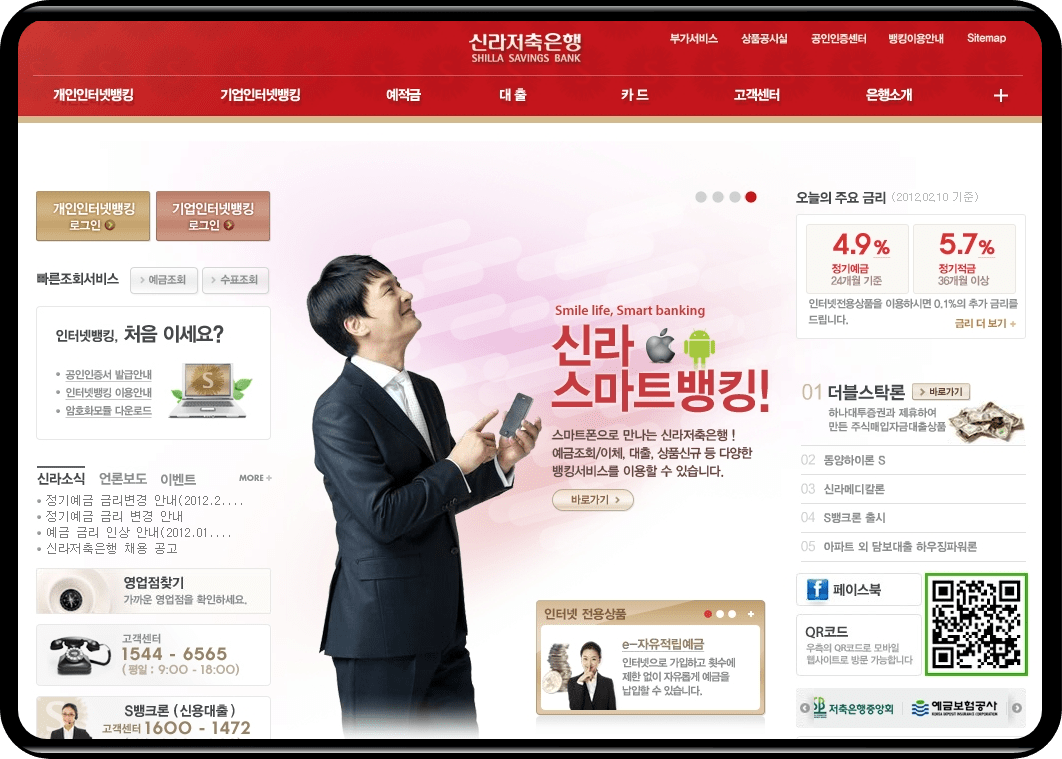 신라저축은행
SHILLA SAVINGS BANK
부가서비스 상품공시실 공인인증센터 뱅킹이용안내 Sitemap
개인인터넷뱅킹 기업인터넷뱅킹 예적금 대출 카드 고객센터 은행소개 +
개인인터넷뱅킹
로그인
기업인터넷뱅킹
로그인
빠른조회서비스 예금조회 수표조회
인터넷뱅킹, 처음 이세요?
• 공인인증서 발급안내
• 인터넷뱅킹 이용안내
• 암호화모듈 다운로드
S
신라소식 언론보도 이벤트 MORE +
• 정기예금 금리변경 안내(2012.2....
• 정기예금 금리 변경 안내
• 예금 금리 인상 안내(2012.01....
• 신라저축은행 채용 공고
영업점찾기
가까운 영업점을 확인하세요.
고객센터
1544 - 6565
(평일 : 9:00 - 18:00)
S뱅크론 (신용대출)
고객센터 1600 - 1472
Smile life, Smart banking
신라
스마트뱅킹!
스마트폰으로 만나는 신라저축은행 !
예금조회/이체, 대출, 상품신규 등 다양한
뱅킹서비스를 이용할 수 있습니다.
바로가기
인터넷 전용상품 +
e-자유적립예금
인터넷으로 가입하고 횟수에
제한 없이 자유롭게 예금을
납입할 수 있습니다.
오늘의 주요 금리 (2012.02.10 기준)
4.9%
정기예금
24개월 기준
5.7%
정기적금
36개월 이상
인터넷전용상품을 이용하시면 0.1%의 추가 금리를
드립니다.
금리 더 보기 +
01 더블스탁론 바로가기
하나대투증권과 제휴하여
만든 주식매입자금대출상품
02 동양하이론 S
03 신라메디칼론
04 S뱅크론 출시
05 아파트 외 담보대출 하우징파워론
f 페이스북
QR코드
우측의 QR코드로 모바일
웹사이트로 방문 가능합니다
저축은행중앙회
예금보험공사
KOREA DEPOSIT INSURANCE CORPORATION